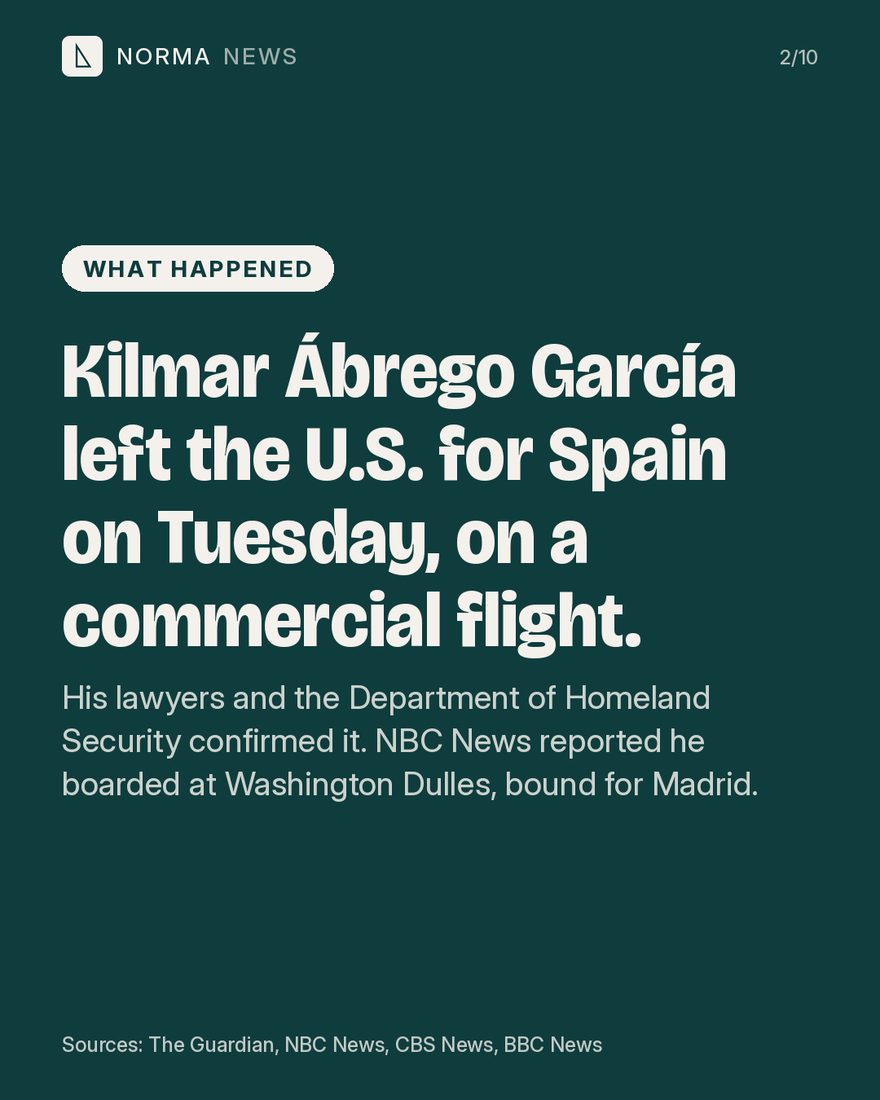 NORMA NEWS
2/10
WHAT HAPPENED
Kilmar Ábrego García
left the U.S. for Spain
on Tuesday, on a
commercial flight.
His lawyers and the Department of Homeland
Security confirmed it. NBC News reported he
boarded at Washington Dulles, bound for Madrid.
Sources: The Guardian, NBC News, CBS News, BBC News